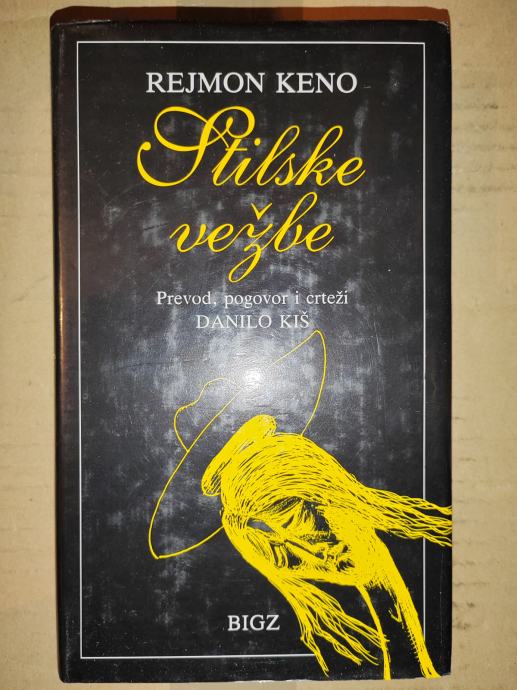 REJMON KENO
Stilske
vežbe
Prevod, pogovor i crteži
DANILO KIŠ
BIGZ